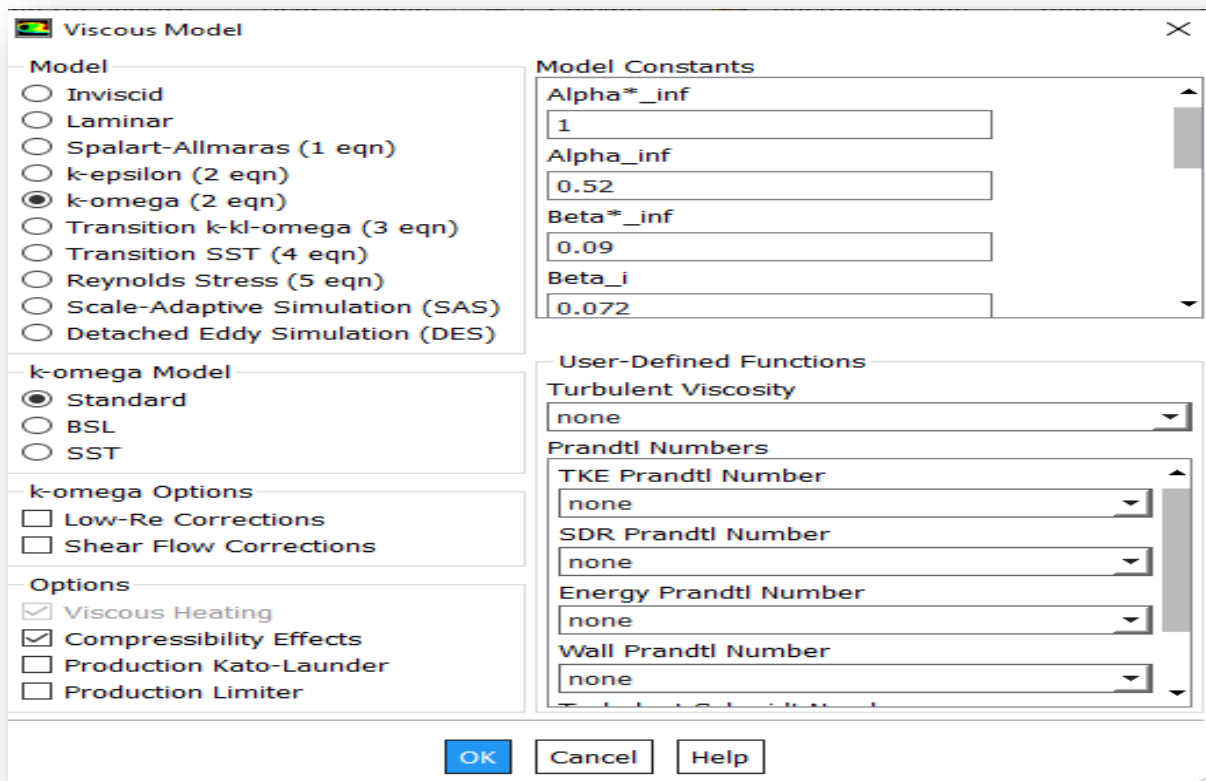 Viscous Model
Model
Inviscid
Laminar
Spalart-Allmaras (1 eqn)
k-epsilon (2 eqn)
k-omega (2 eqn)
Transition k-kl-omega (3 eqn)
Transition SST (4 eqn)
Reynolds Stress (5 eqn)
Scale-Adaptive Simulation (SAS)
Detached Eddy Simulation (DES)
k-omega Model
Standard
BSL
SST
k-omega Options
Low-Re Corrections
Shear Flow Corrections
Options
Viscous Heating
Compressibility Effects
Production Kato-Launder
Production Limiter
Model Constants
Alpha*_inf
1
Alpha_inf
0.52
Beta*_inf
0.09
Beta_i
0.072
User-Defined Functions
Turbulent Viscosity
none
Prandtl Numbers
TKE Prandtl Number
none
SDR Prandtl Number
none
Energy Prandtl Number
none
Wall Prandtl Number
none
OK Cancel Help